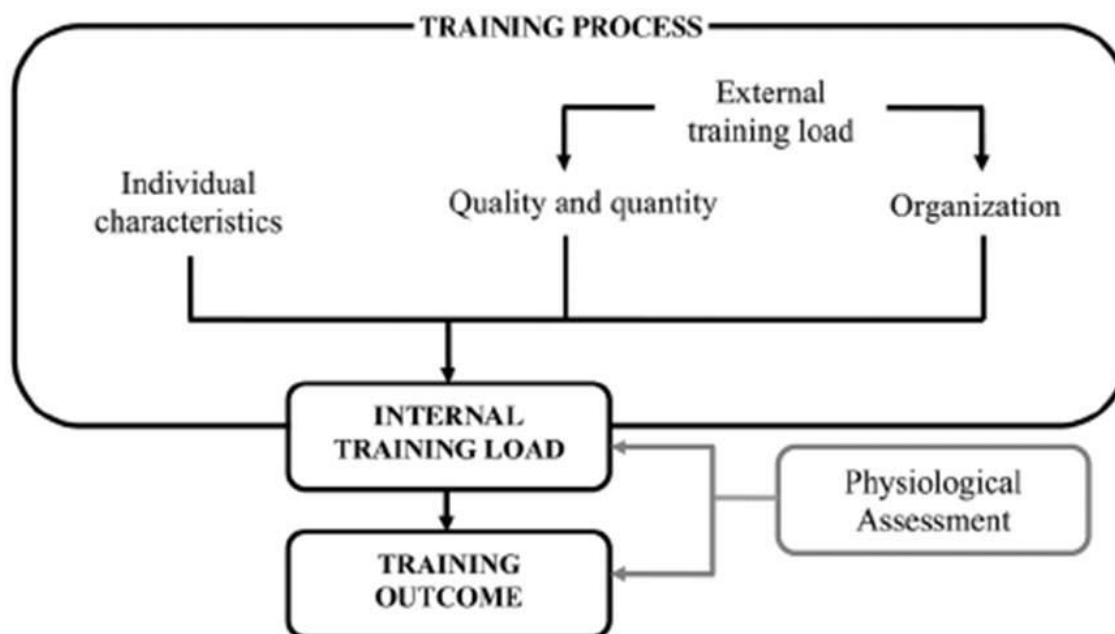 TRAINING PROCESS
External
training load
Individual
characteristics
Quality and quantity
Organization
INTERNAL
TRAINING LOAD
Physiological
Assessment
TRAINING
OUTCOME